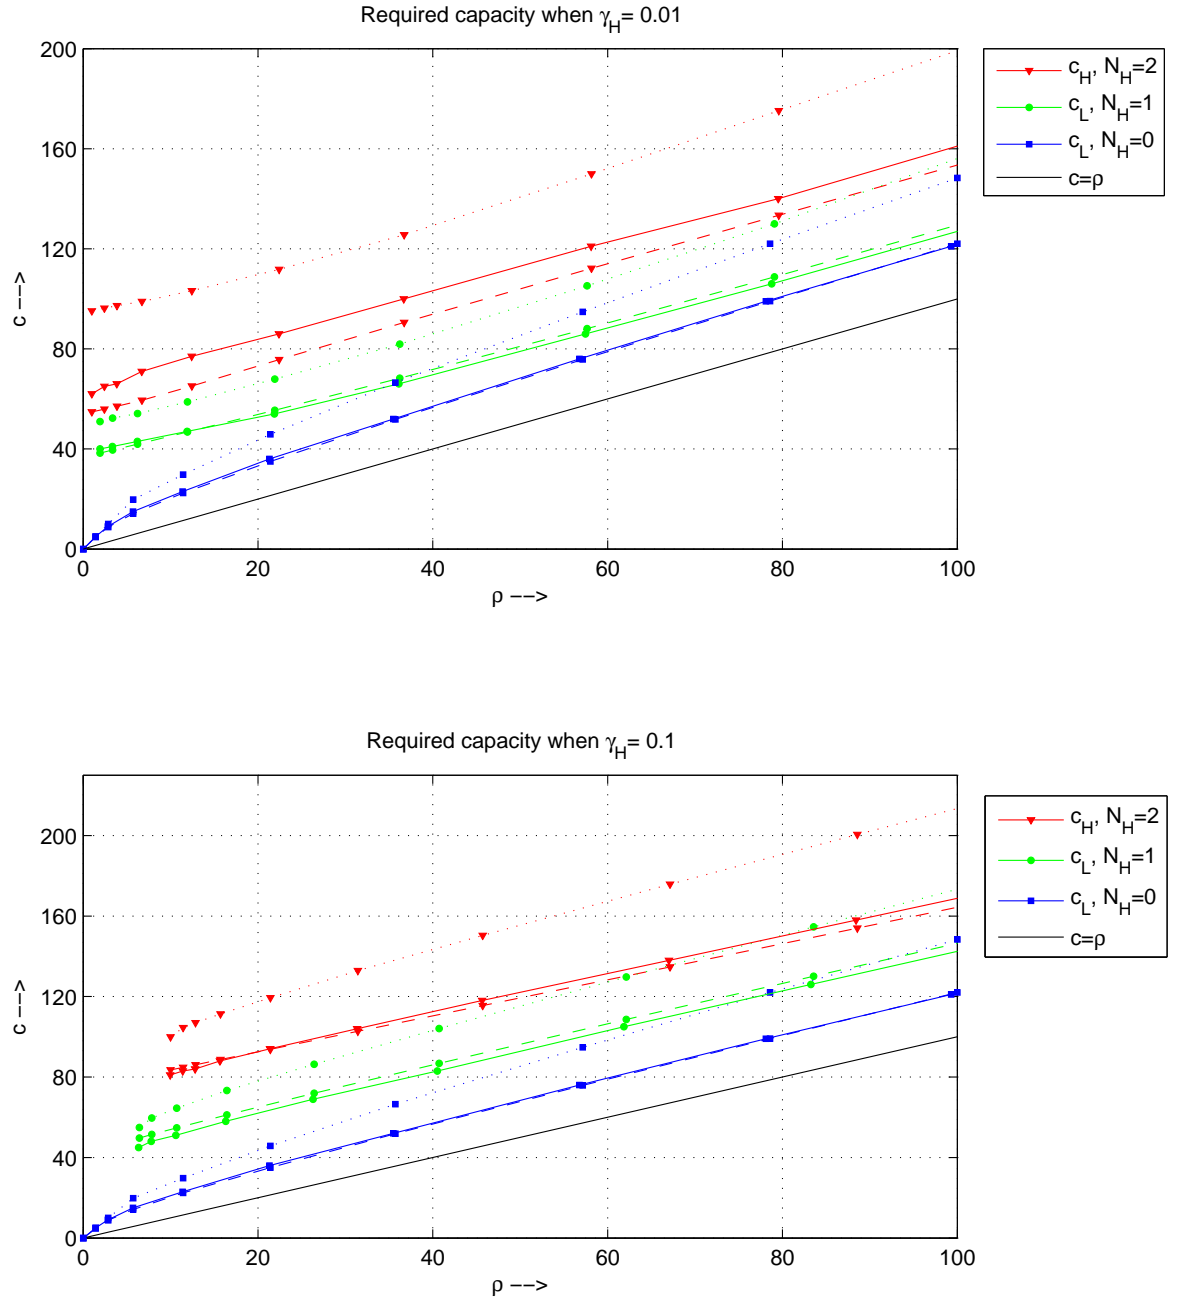 Required capacity when γH= 0.01
200
160
120
80
40
0
c −−>
0 20 40 60 80 100
ρ −−>
cH, NH=2
cL, NH=1
cL, NH=0
c=ρ
Required capacity when γH= 0.1
200
160
120
80
40
0
c −−>
0 20 40 60 80 100
ρ −−>
cH, NH=2
cL, NH=1
cL, NH=0
c=ρ